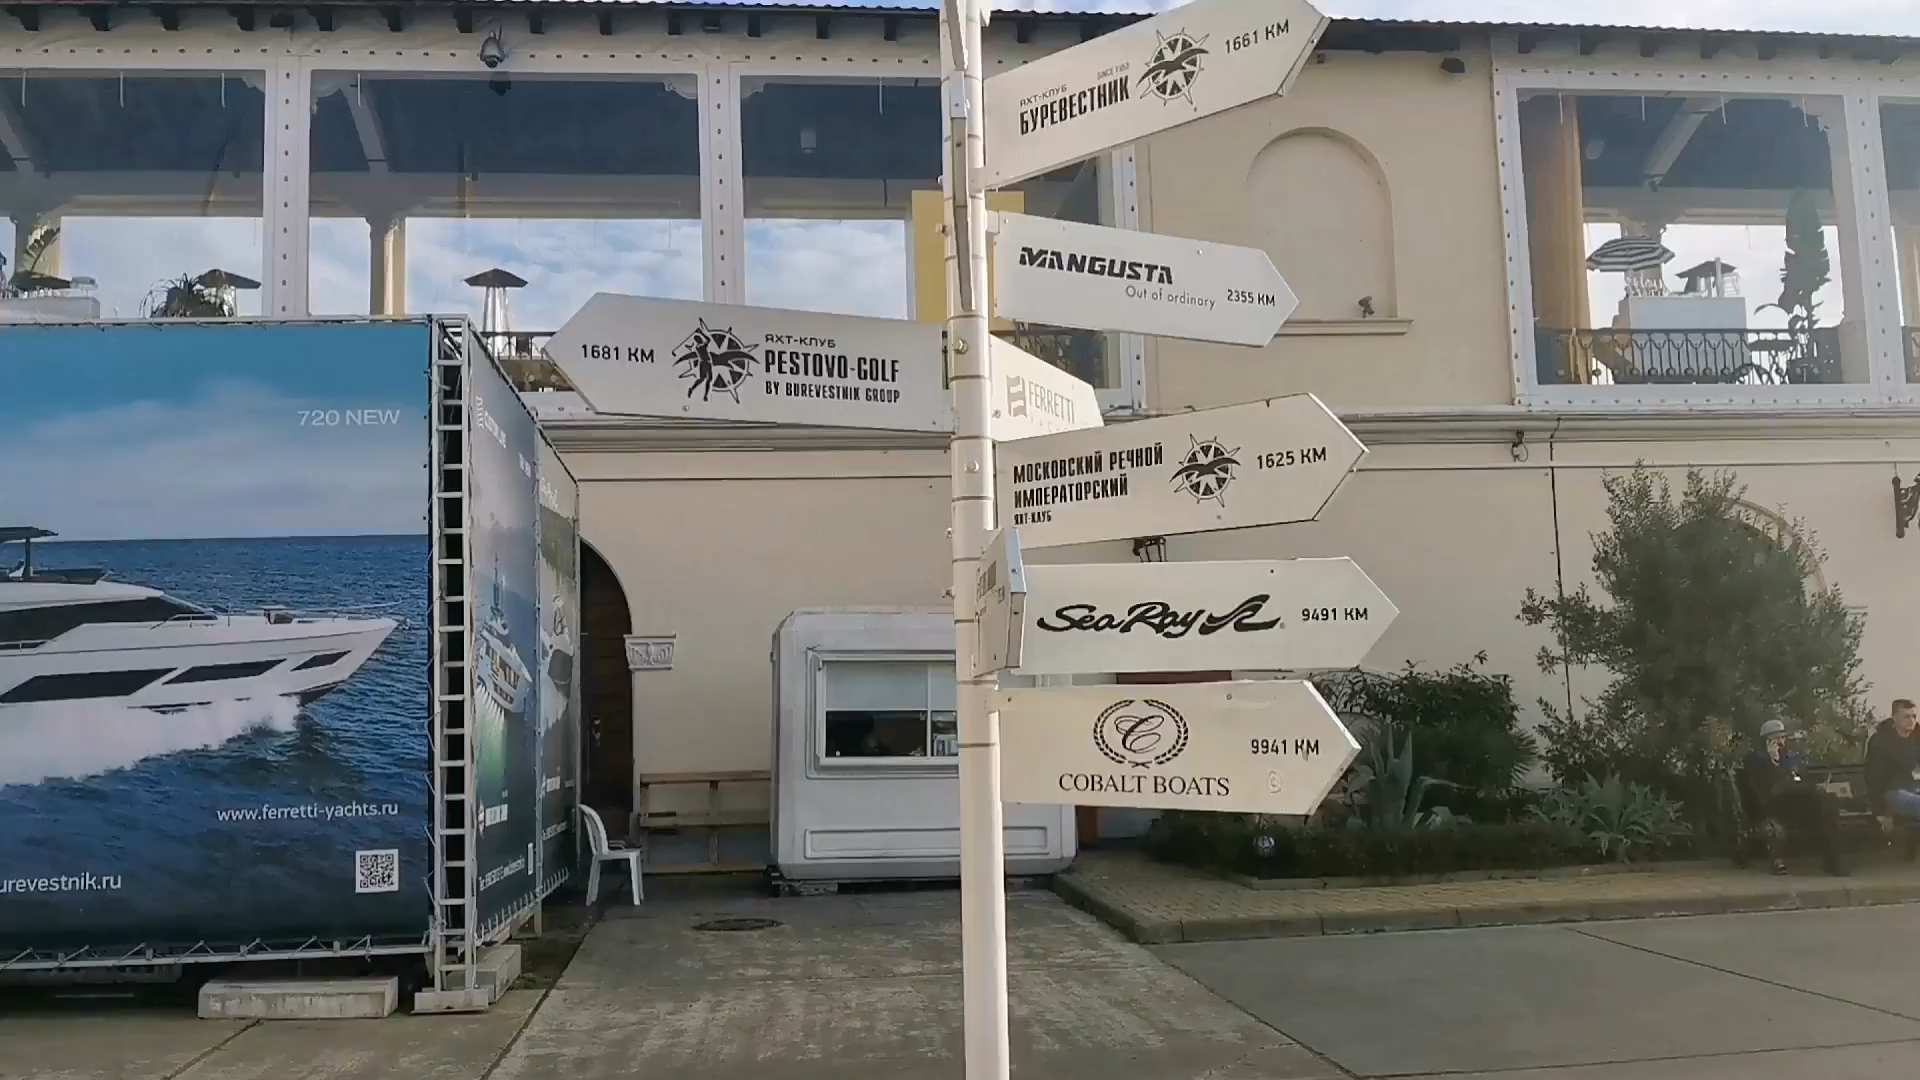 ЯХТ-КЛУБ
SINCE 1953
БУРЕВЕСТНИК
1661 КМ
MANGUSTA
Out of ordinary
2355 КМ
1681 КМ
ЯХТ-КЛУБ
PESTOVO-GOLF
BY BUREVESTNIK GROUP
FERRETTI
МОСКОВСКИЙ РЕЧНОЙ
ИМПЕРАТОРСКИЙ
ЯХТ-КЛУБ
1625 КМ
Sea Ray
9491 КМ
COBALT BOATS
9941 КМ
720 NEW
www.ferretti-yachts.ru
urevestnik.ru